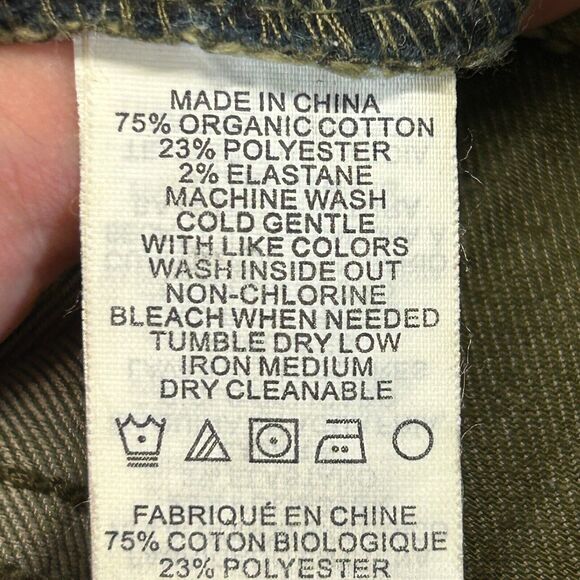 MADE IN CHINA
75% ORGANIC COTTON
23% POLYESTER
2% ELASTANE
MACHINE WASH
COLD GENTLE
WITH LIKE COLORS
WASH INSIDE OUT
NON-CHLORINE
BLEACH WHEN NEEDED
TUMBLE DRY LOW
IRON MEDIUM
DRY CLEANABLE
FABRIQUÉ EN CHINE
75% COTON BIOLOGIQUE
23% POLYESTER